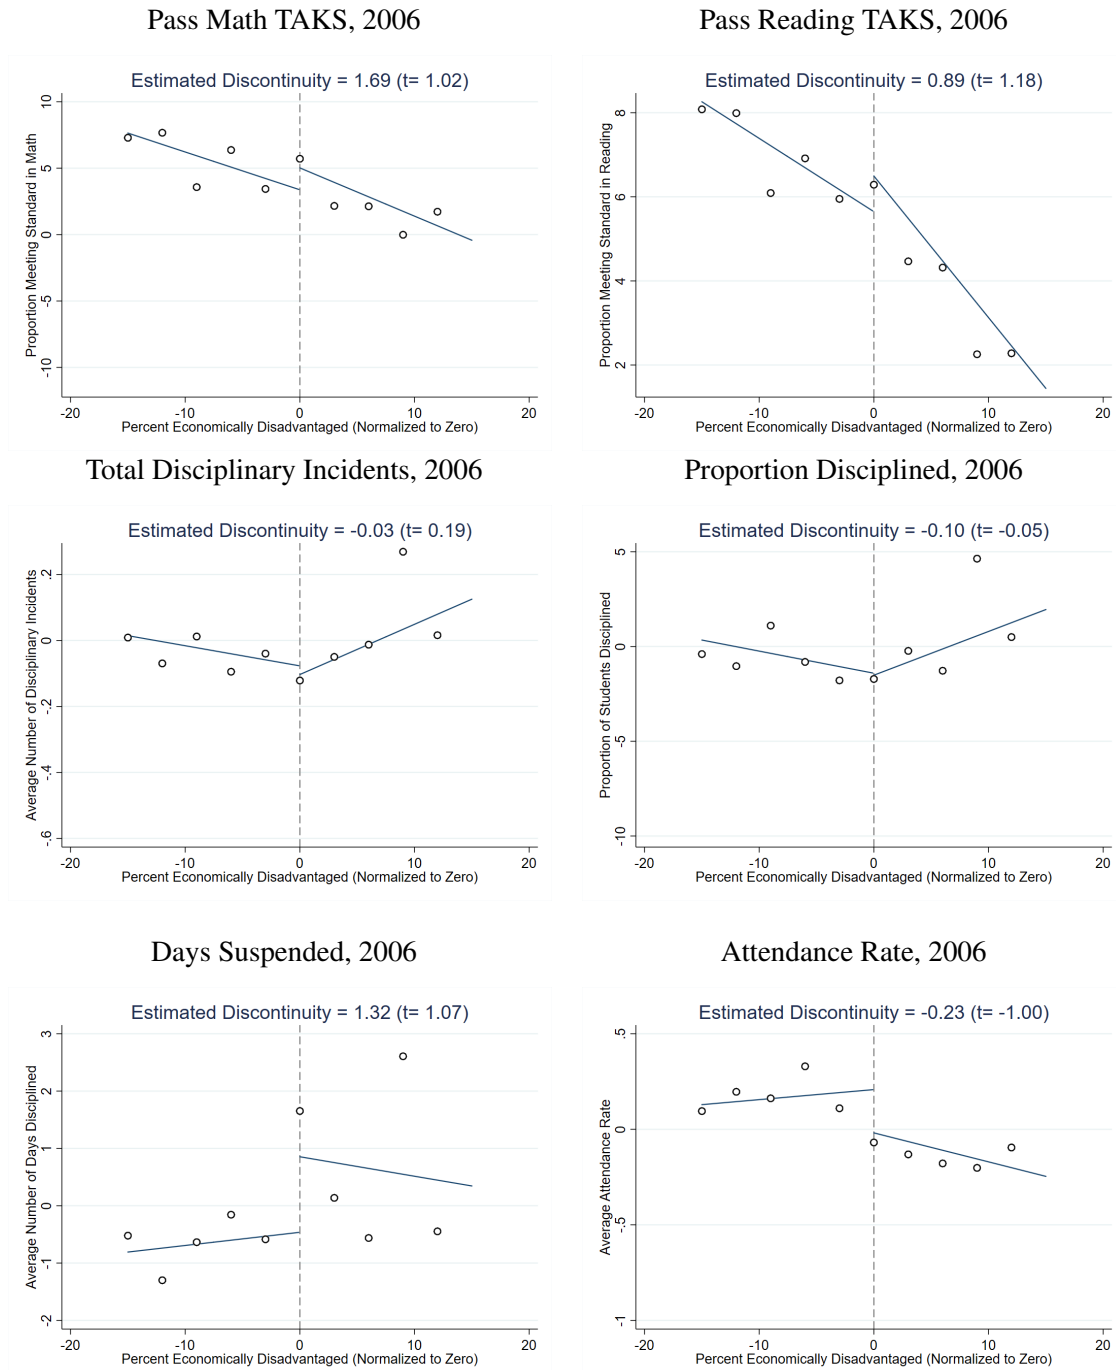 Pass Math TAKS, 2006
Estimated Discontinuity = 1.69 (t= 1.02)
Proportion Meeting Standard in Math
10
5
0
-5
-10
-20
-10
0
10
20
Percent Economically Disadvantaged (Normalized to Zero)
Pass Reading TAKS, 2006
Estimated Discontinuity = 0.89 (t= 1.18)
Proportion Meeting Standard in Reading
8
6
4
2
-20
-10
0
10
20
Percent Economically Disadvantaged (Normalized to Zero)
Total Disciplinary Incidents, 2006
Estimated Discontinuity = -0.03 (t= 0.19)
Average Number of Disciplinary Incidents
.2
0
-.2
-.4
-.6
-20
-10
0
10
20
Percent Economically Disadvantaged (Normalized to Zero)
Proportion Disciplined, 2006
Estimated Discontinuity = -0.10 (t= -0.05)
Proportion of Students Disciplined
5
0
-5
-10
-20
-10
0
10
20
Percent Economically Disadvantaged (Normalized to Zero)
Days Suspended, 2006
Estimated Discontinuity = 1.32 (t= 1.07)
Average Number of Days Disciplined
3
2
1
0
-1
-2
-20
-10
0
10
20
Percent Economically Disadvantaged (Normalized to Zero)
Attendance Rate, 2006
Estimated Discontinuity = -0.23 (t= -1.00)
Average Attendance Rate
.5
0
-.5
-1
-20
-10
0
10
20
Percent Economically Disadvantaged (Normalized to Zero)